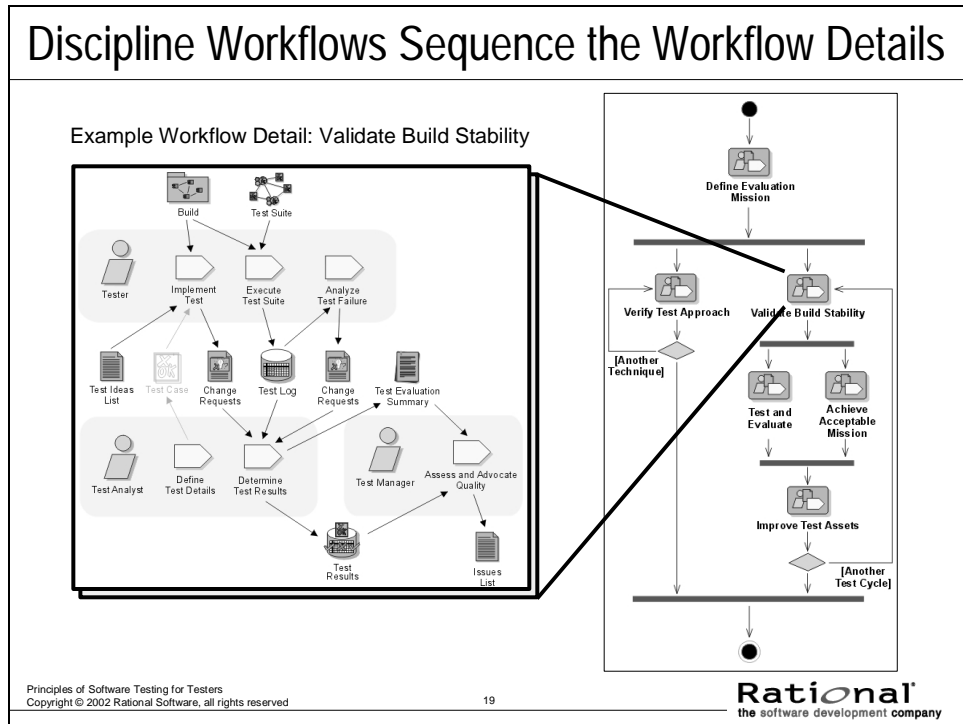 Discipline Workflows Sequence the Workflow Details
Example Workflow Detail: Validate Build Stability
Build
Test Suite
Tester
Implement
Test
Execute
Test Suite
Analyze
Test Failure
Test Ideas
List
Test Case
Change
Requests
Test Log
Change
Requests
Test Evaluation
Summary
Test Analyst
Define
Test Details
Determine
Test Results
Test Manager
Assess and Advocate
Quality
Test
Results
Issues
List
Define Evaluation
Mission
Verify Test Approach
Validate Build Stability
[Another
Technique]
Test and
Evaluate
Achieve
Acceptable
Mission
Improve Test Assets
[Another
Test Cycle]
Principles of Software Testing for Testers
Copyright © 2002 Rational Software, all rights reserved
19
Rational
the software development company